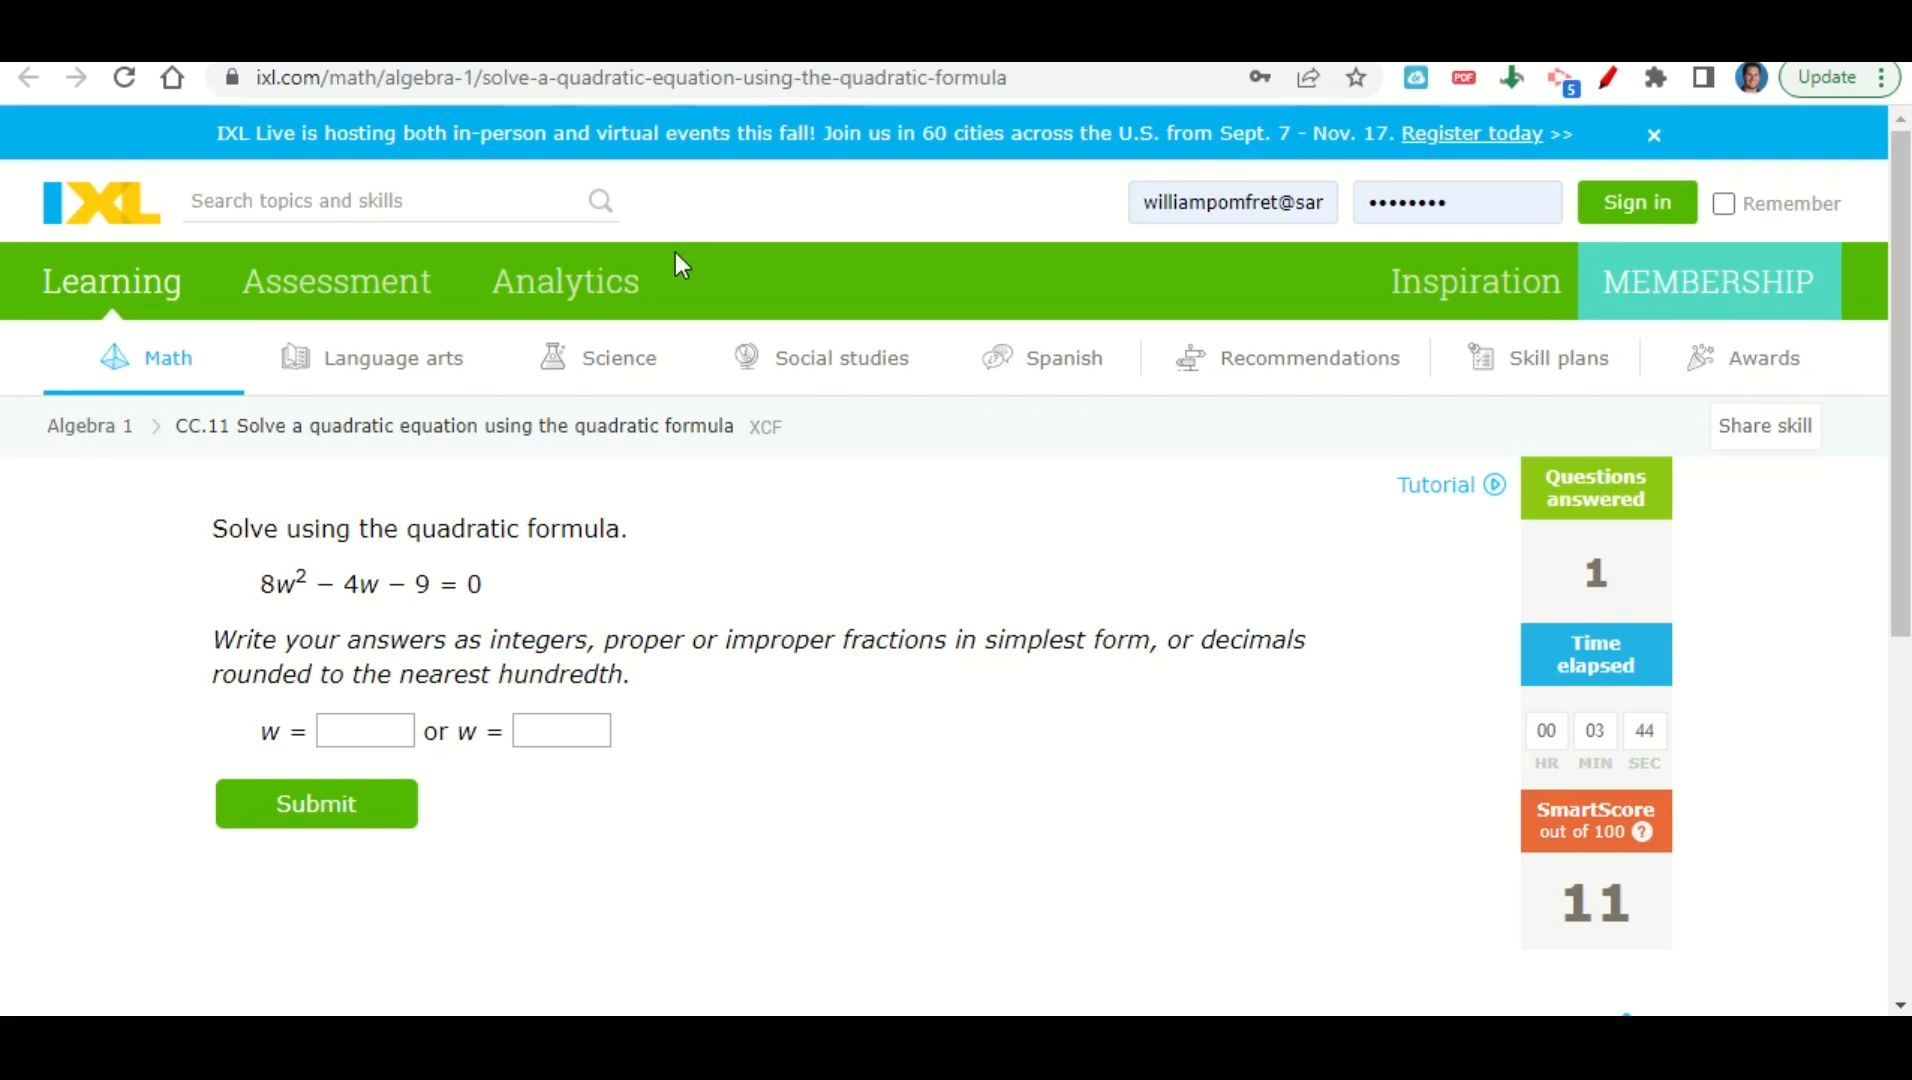 ixl.com/math/algebra-1/solve-a-quadratic-equation-using-the-quadratic-formula
PDF
5
Update
IXL Live is hosting both in-person and virtual events this fall! Join us in 60 cities across the U.S. from Sept. 7 - Nov. 17. Register today >>
×
IXL
Search topics and skills
williampomfret@sar
••••••••
Sign in
Remember
Learning
Assessment
Analytics
Inspiration
MEMBERSHIP
Math
Language arts
Science
Social studies
Spanish
Recommendations
Skill plans
Awards
Algebra 1 > CC.11 Solve a quadratic equation using the quadratic formula XCF
Share skill
Tutorial
Solve using the quadratic formula.
8w² − 4w − 9 = 0
Write your answers as integers, proper or improper fractions in simplest form, or decimals
rounded to the nearest hundredth.
w = or w =
Submit
Questions
answered
1
Time
elapsed
00 03 44
HR MIN SEC
SmartScore
out of 100 ?
11